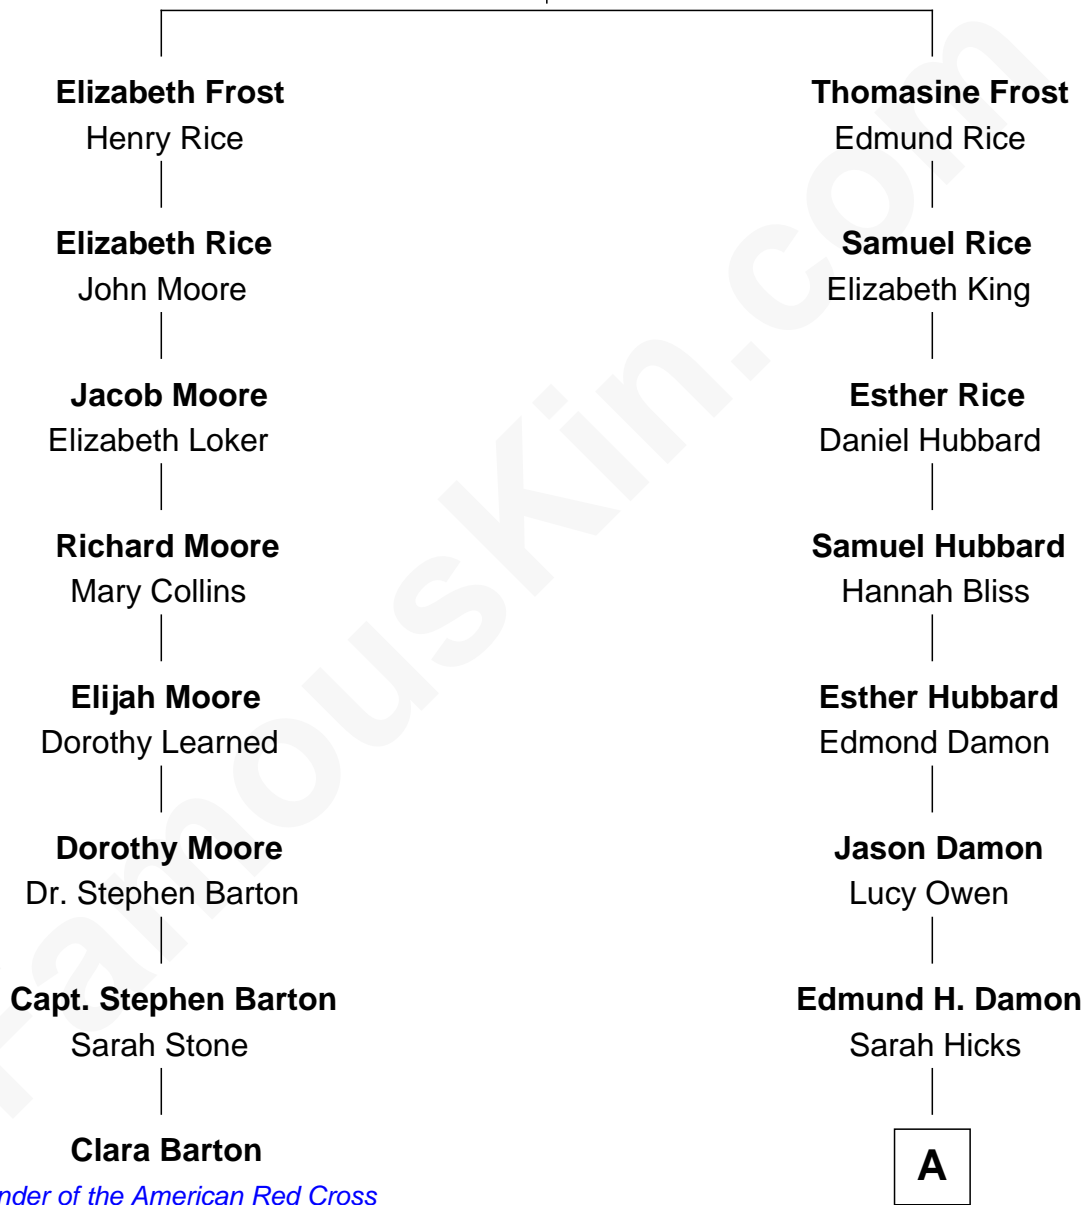 Elizabeth Frost
Henry Rice
Thomasine Frost
Edmund Rice
Elizabeth Rice
John Moore
Samuel Rice
Elizabeth King
Jacob Moore
Elizabeth Loker
Esther Rice
Daniel Hubbard
Richard Moore
Mary Collins
Samuel Hubbard
Hannah Bliss
Elijah Moore
Dorothy Learned
Esther Hubbard
Edmond Damon
Dorothy Moore
Dr. Stephen Barton
Jason Damon
Lucy Owen
Capt. Stephen Barton
Sarah Stone
Edmund H. Damon
Sarah Hicks
Clara Barton
nder of the American Red Cross
A
FamousKin.com